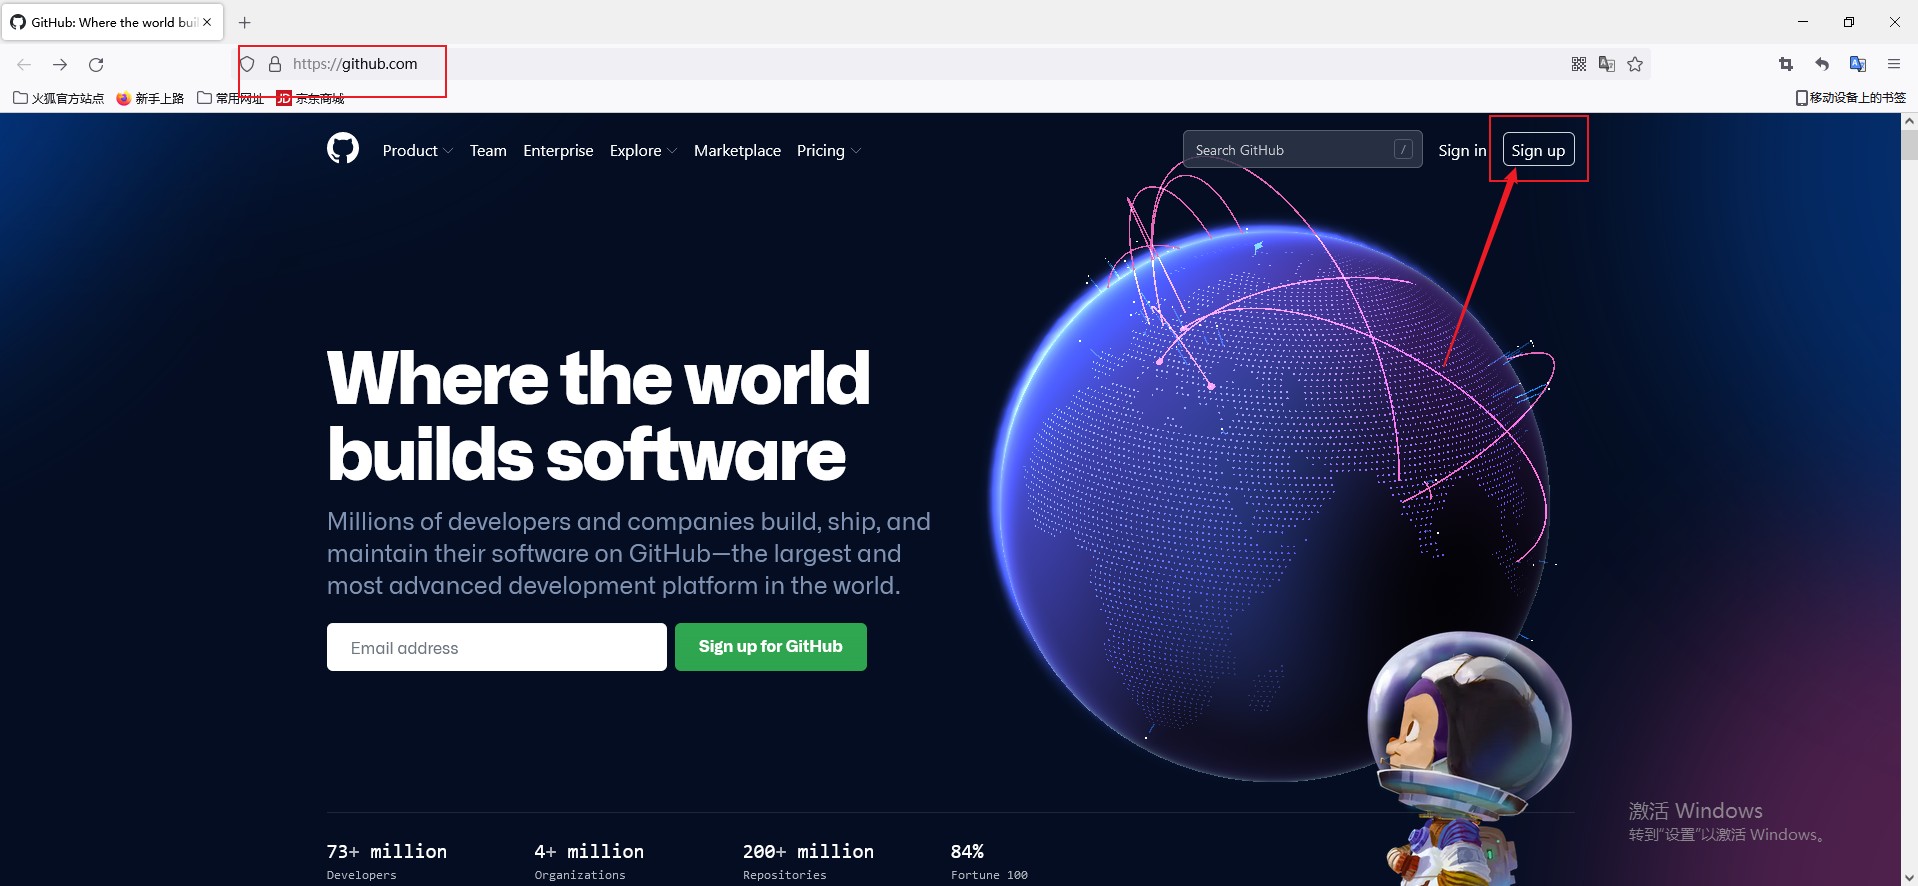 GitHub: Where the world buil
https://github.com
火狐官方站点
新手上路
常用网址
JD 京东商城
移动设备上的书签
Product
Team
Enterprise
Explore
Marketplace
Pricing
Search GitHub /
Sign in
Sign up
Where the world
builds software
Millions of developers and companies build, ship, and
maintain their software on GitHub—the largest and
most advanced development platform in the world.
Email address
Sign up for GitHub
激活 Windows
转到“设置”以激活 Windows。
73+ million
Developers
4+ million
Organizations
200+ million
Repositories
84%
Fortune 100